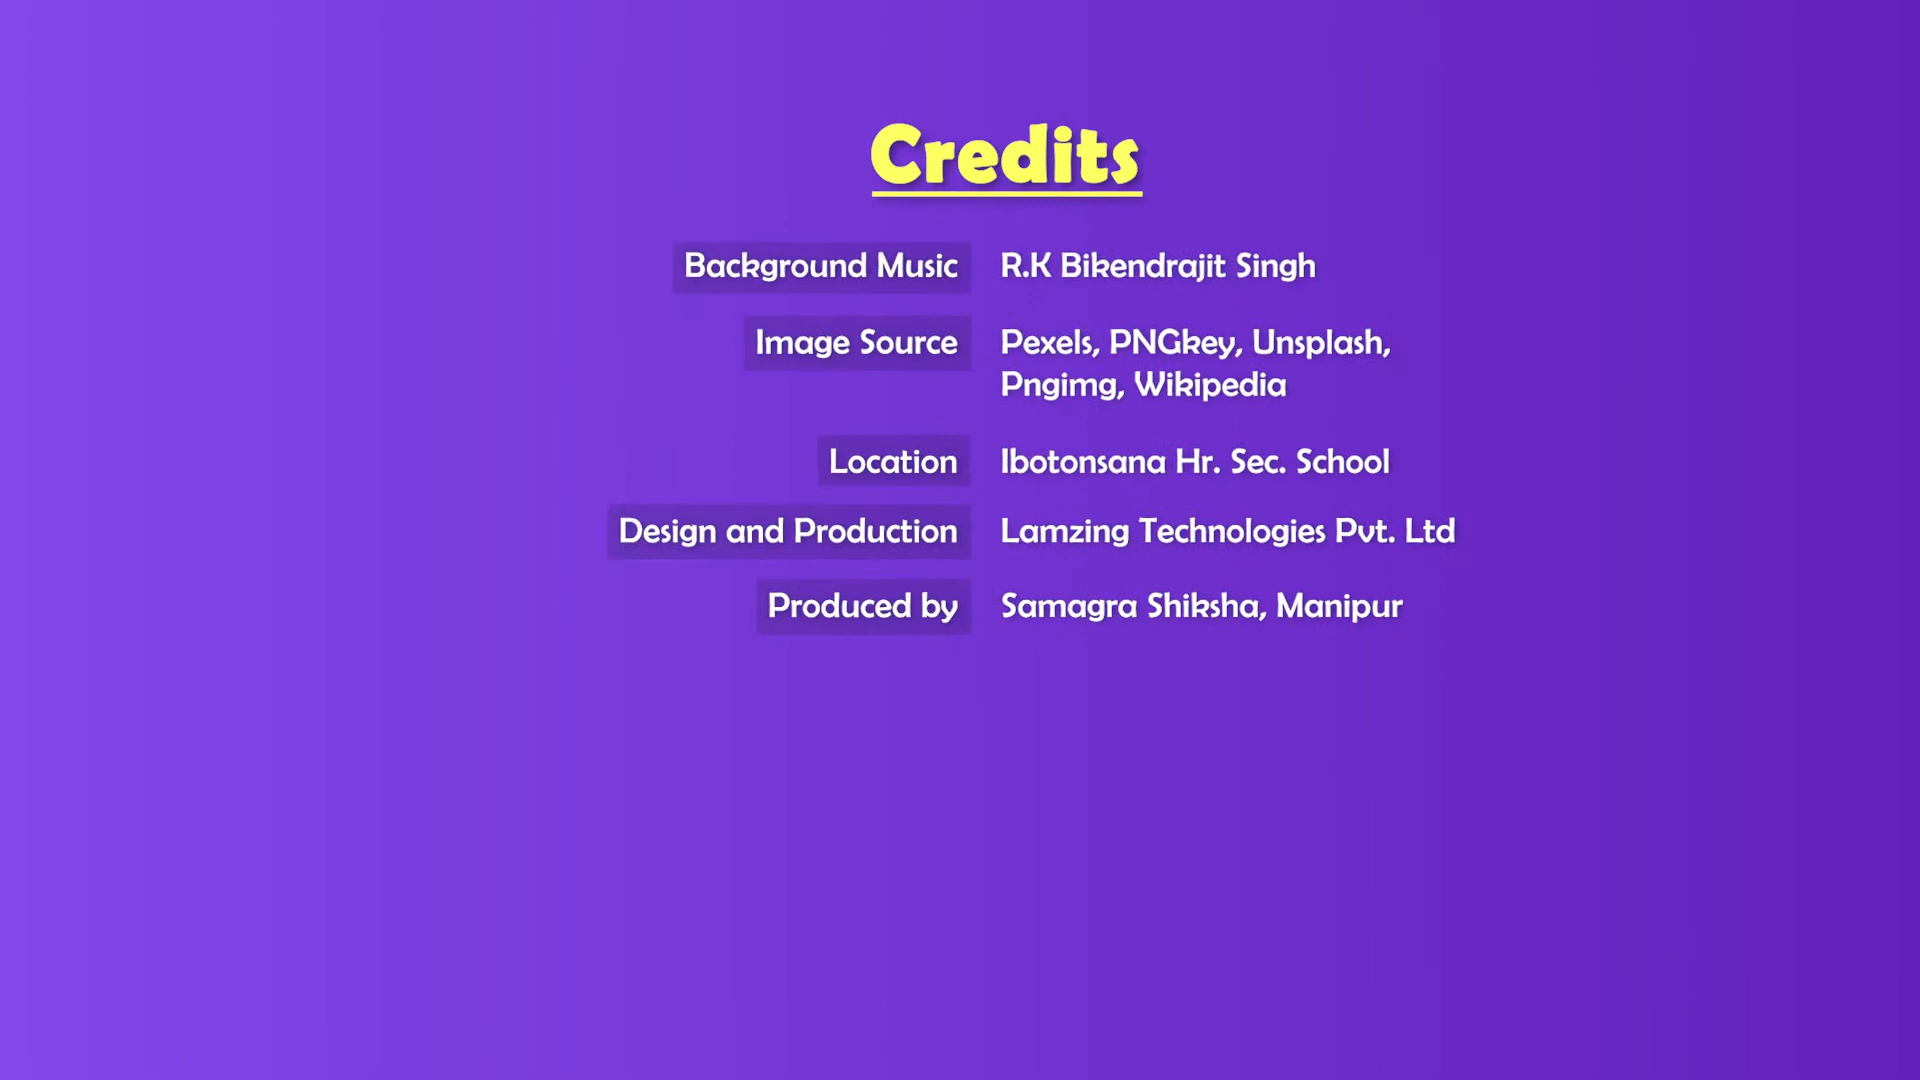 Credits
Background Music R.K Bikendrajit Singh
Image Source Pexels, PNGkey, Unsplash,
Pngimg, Wikipedia
Location Ibotonsana Hr. Sec. School
Design and Production Lamzing Technologies Pvt. Ltd
Produced by Samagra Shiksha, Manipur